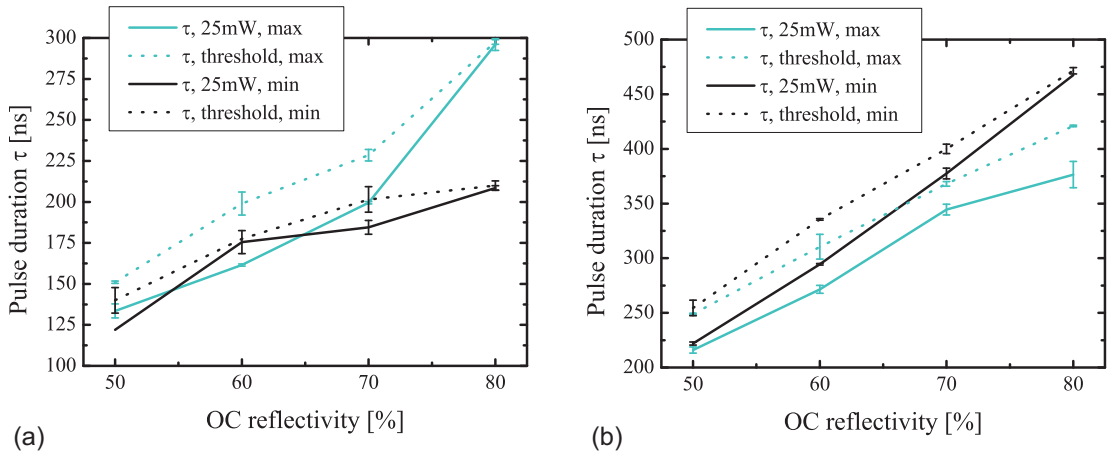 τ, 25mW, max
τ, threshold, max
τ, 25mW, min
τ, threshold, min
300
275
250
225
200
175
150
125
100
Pulse duration τ [ns]
50 60 70 80
OC reflectivity [%]
(a)
τ, 25mW, max
τ, threshold, max
τ, 25mW, min
τ, threshold, min
500
450
400
350
300
250
200
Pulse duration τ [ns]
50 60 70 80
OC reflectivity [%]
(b)